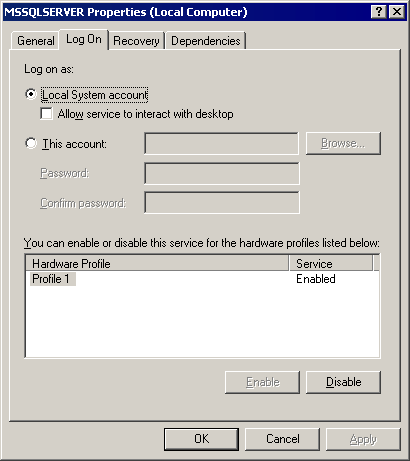 MSSQLSERVER Properties (Local Computer)
General Log On Recovery Dependencies
Log on as:
Local System account
Allow service to interact with desktop
This account: Browse...
Password:
Confirm password:
You can enable or disable this service for the hardware profiles listed below:
Hardware Profile Service
Profile 1 Enabled
Enable Disable
OK Cancel Apply